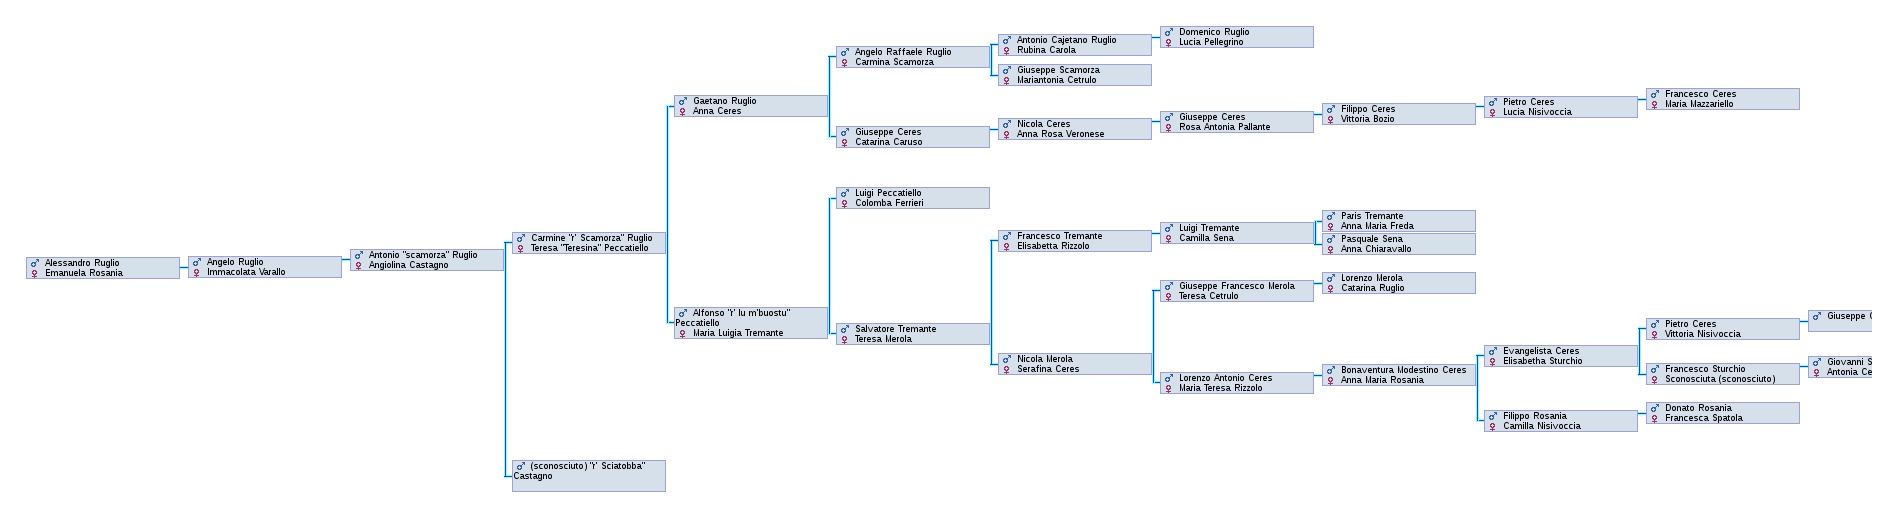 Alessandro Ruglio
Emanuela Rosania
Angelo Ruglio
Immacolata Varallo
Antonio "scamorza" Ruglio
Angiolina Castagno
Carmine "r' Scamorza" Ruglio
Teresa "Teresina" Peccatiello
(sconosciuto) "r' Sciatobba"
Castagno
Gaetano Ruglio
Anna Ceres
Alfonso "r' lu m'buostu"
Peccatiello
Maria Luigia Tremante
Angelo Raffaele Ruglio
Carmina Scamorza
Giuseppe Ceres
Catarina Caruso
Luigi Peccatiello
Colomba Ferrieri
Salvatore Tremante
Teresa Merola
Antonio Cajetano Ruglio
Rubina Carola
Giuseppe Scamorza
Mariantonia Cetrulo
Nicola Ceres
Anna Rosa Veronese
Francesco Tremante
Elisabetta Rizzolo
Nicola Merola
Serafina Ceres
Domenico Ruglio
Lucia Pellegrino
Giuseppe Ceres
Rosa Antonia Pallante
Luigi Tremante
Camilla Sena
Giuseppe Francesco Merola
Teresa Cetrulo
Lorenzo Antonio Ceres
Maria Teresa Rizzolo
Filippo Ceres
Vittoria Bozio
Paris Tremante
Anna Maria Freda
Pasquale Sena
Anna Chiaravallo
Lorenzo Merola
Catarina Ruglio
Bonaventura Modestino Ceres
Anna Maria Rosania
Pietro Ceres
Lucia Nisivoccia
Evangelista Ceres
Elisabetha Sturchio
Filippo Rosania
Camilla Nisivoccia
Francesco Ceres
Maria Mazzariello
Pietro Ceres
Vittoria Nisivoccia
Francesco Sturchio
Sconosciuta (sconosciuto)
Donato Rosania
Francesca Spatola
Giuseppe
Giovanni S
Antonia Ce